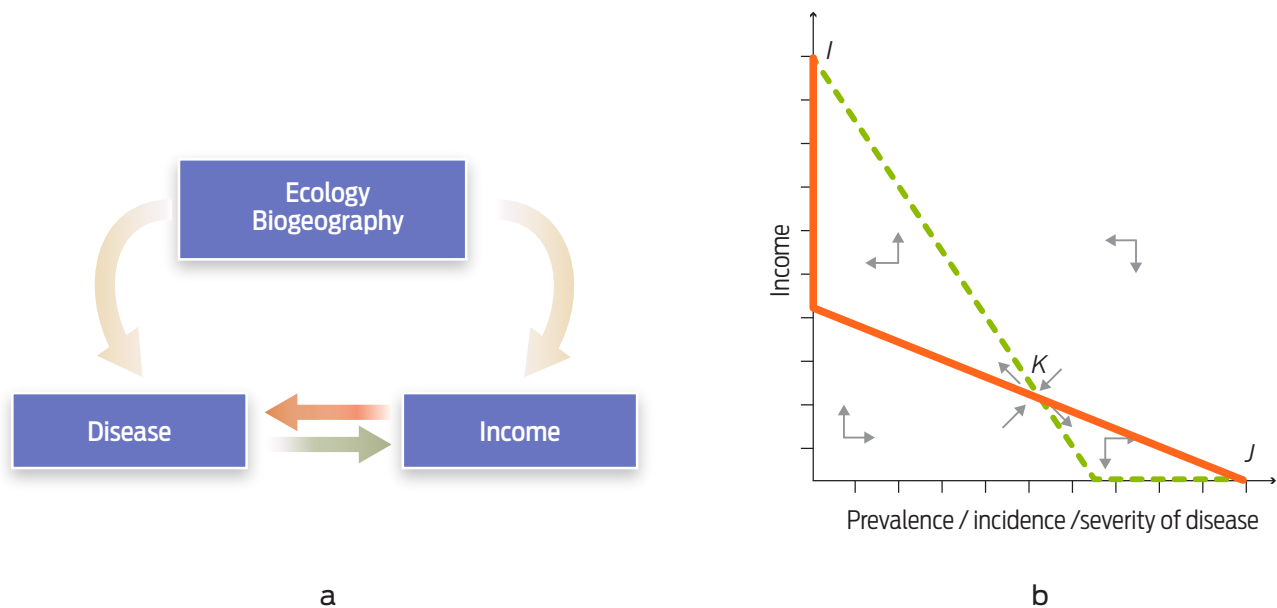 Ecology
Biogeography
Disease
Income
a
I
Income
K
J
Prevalence / incidence /severity of disease
b